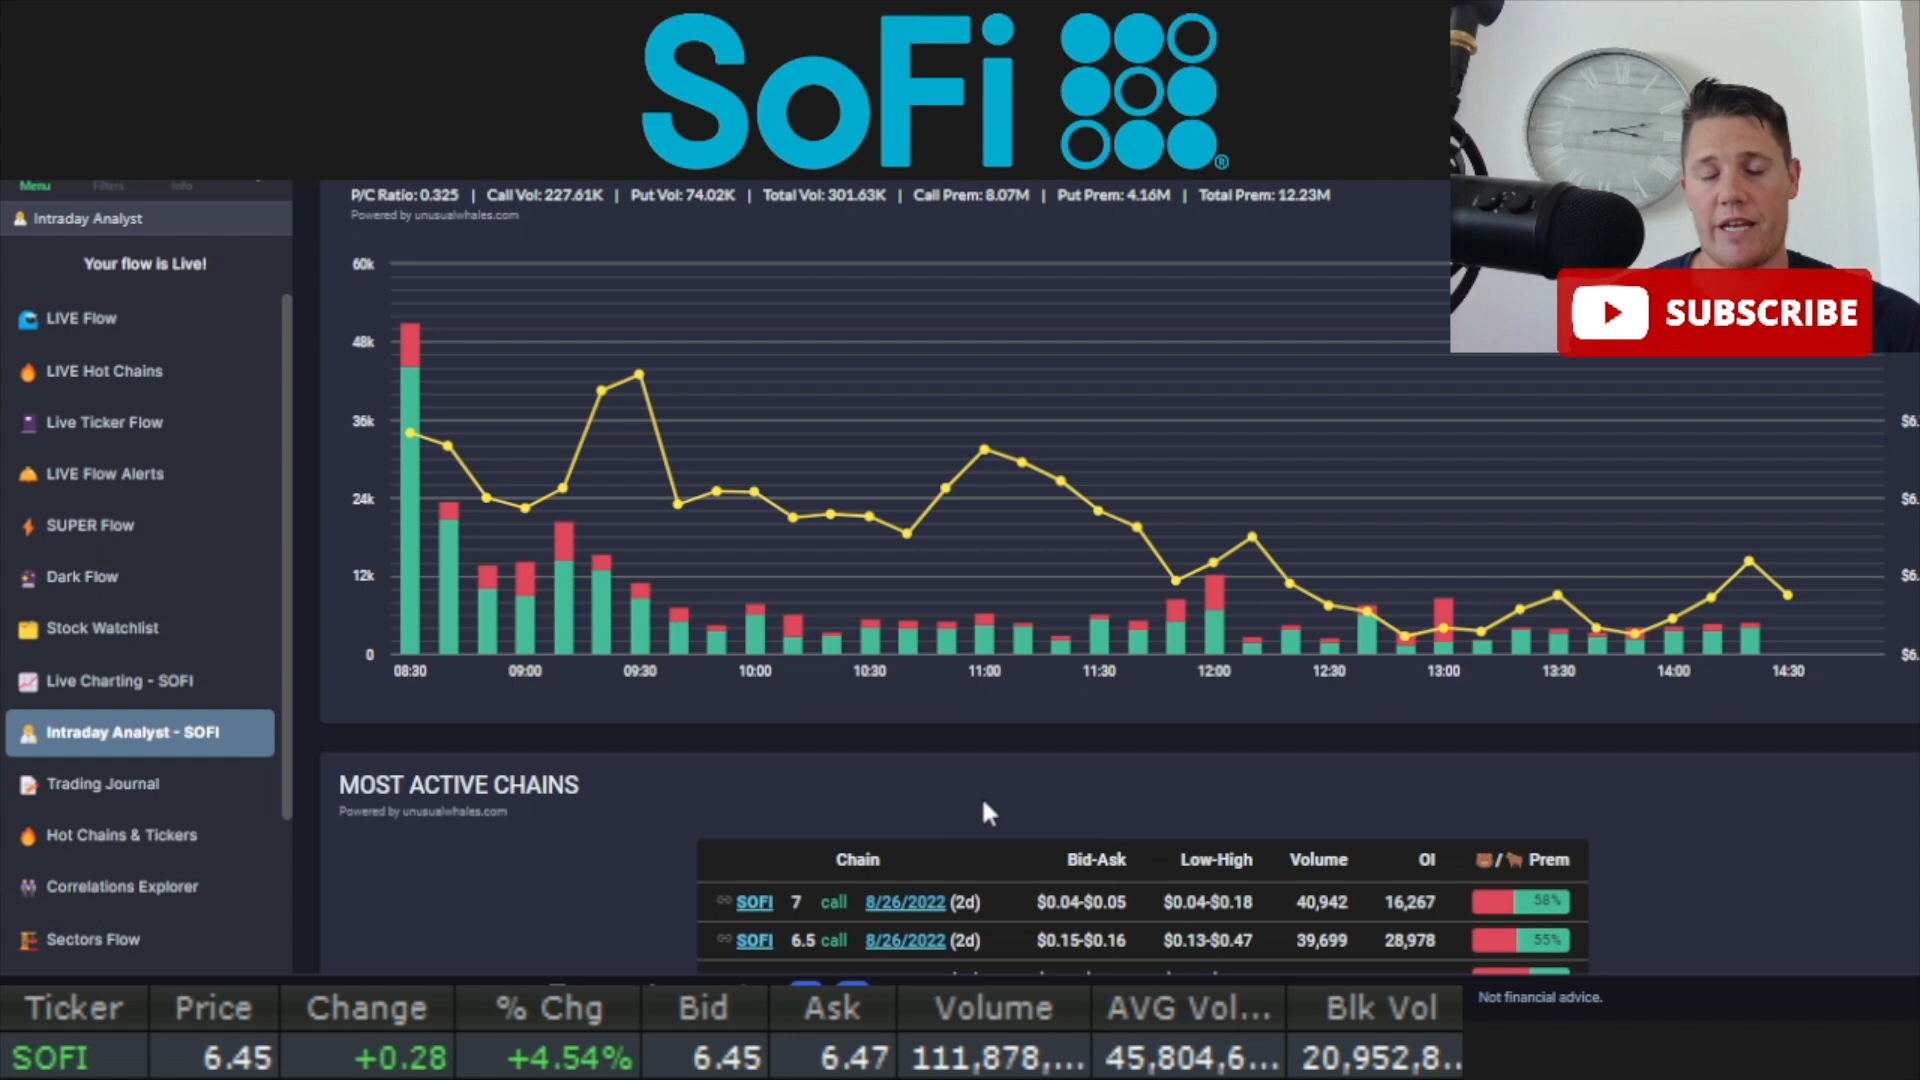 SoFi
®
SUBSCRIBE
Menu Filters Info
Intraday Analyst
Your flow is Live!
LIVE Flow
LIVE Hot Chains
Live Ticker Flow
LIVE Flow Alerts
SUPER Flow
Dark Flow
Stock Watchlist
Live Charting - SOFI
Intraday Analyst - SOFI
Trading Journal
Hot Chains & Tickers
Correlations Explorer
Sectors Flow
P/C Ratio: 0.325 | Call Vol: 227.61K | Put Vol: 74.02K | Total Vol: 301.63K | Call Prem: 8.07M | Put Prem: 4.16M | Total Prem: 12.23M
Powered by unusualwhales.com
60k
48k
36k $6.
24k $6.
12k $6.
0 $6.
08:30 09:00 09:30 10:00 10:30 11:00 11:30 12:00 12:30 13:00 13:30 14:00 14:30
MOST ACTIVE CHAINS
Powered by unusualwhales.com
Chain Bid-Ask Low-High Volume OI / Prem
SOFI 7 call 8/26/2022 (2d) $0.04-$0.05 $0.04-$0.18 40,942 16,267 58%
SOFI 6.5 call 8/26/2022 (2d) $0.15-$0.16 $0.13-$0.47 39,699 28,978 55%
Ticker Price Change % Chg Bid Ask Volume AVG Vol... Blk Vol
SOFI 6.45 +0.28 +4.54% 6.45 6.47 111,878,... 45,804,6... 20,952,8..
Not financial advice.